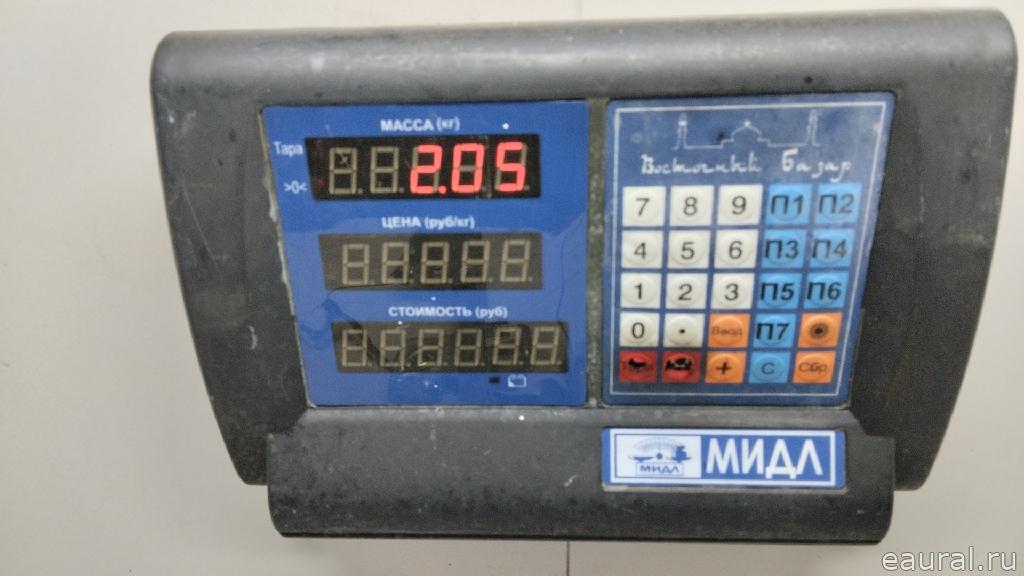 МАССА (кг)
Тара
2.05
>0<
ЦЕНА (руб/кг)
СТОИМОСТЬ (руб)
Восточный Базар
7 8 9 П1 П2
4 5 6 П3 П4
1 2 3 П5 П6
0 . Ввод П7
+ С Сбр
МИДЛ
МИДЛ
eaural.ru